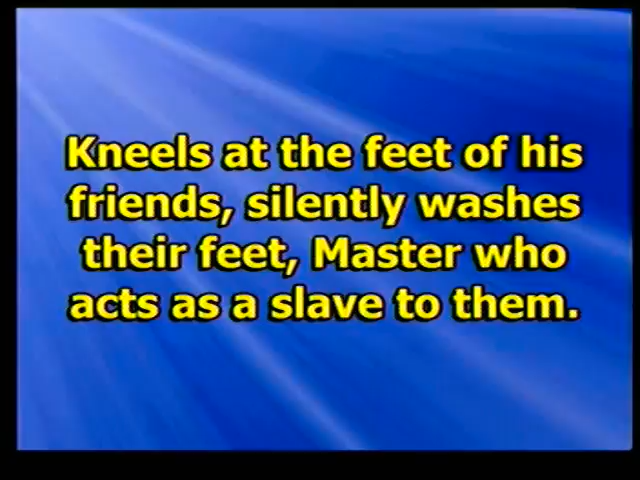 Kneels at the feet of his
friends, silently washes
their feet, Master who
acts as a slave to them.